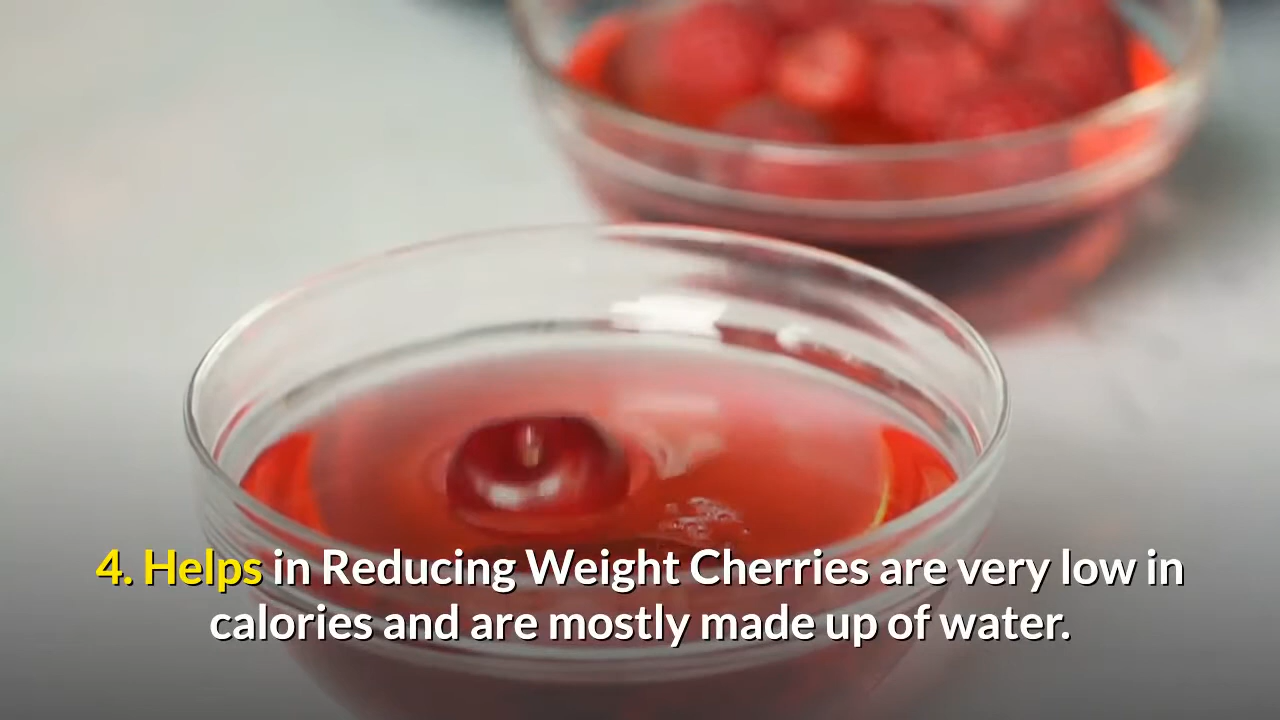 4. Helps in Reducing Weight Cherries are very low in
calories and are mostly made up of water.